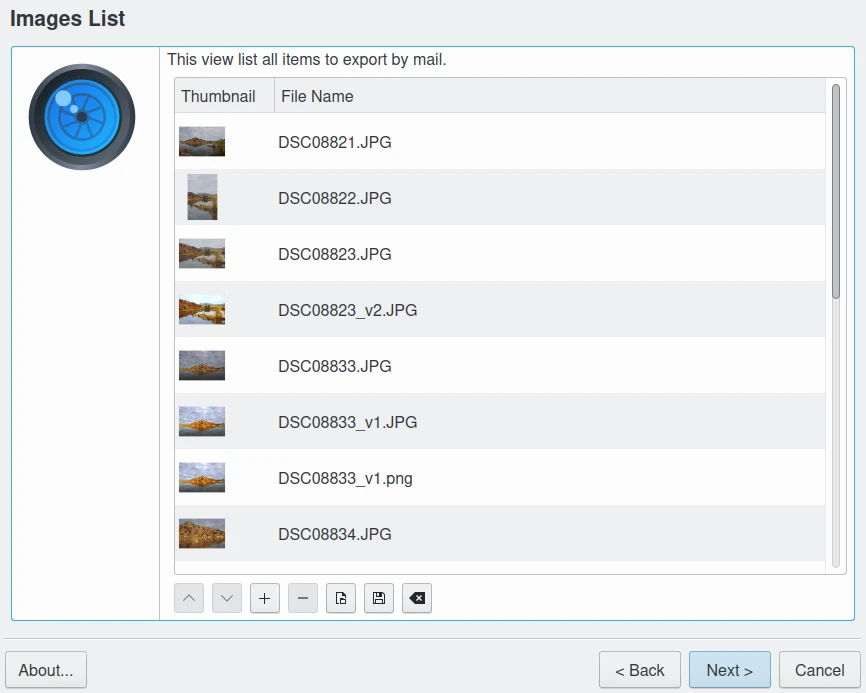 Images List
This view list all items to export by mail.
Thumbnail File Name
DSC08821.JPG
DSC08822.JPG
DSC08823.JPG
DSC08823_v2.JPG
DSC08833.JPG
DSC08833_v1.JPG
DSC08833_v1.png
DSC08834.JPG
About... < Back Next > Cancel